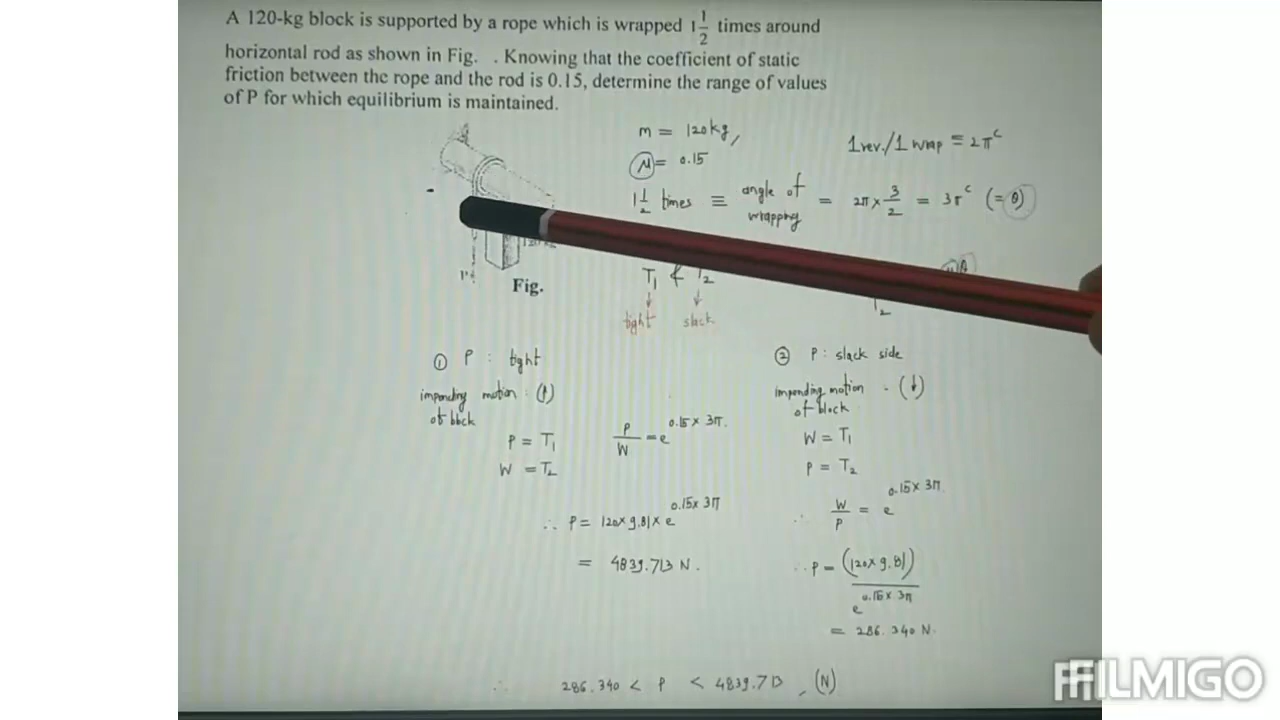 A 120-kg block is supported by a rope which is wrapped 1 1/2 times around
horizontal rod as shown in Fig. . Knowing that the coefficient of static
friction between the rope and the rod is 0.15, determine the range of values
of P for which equilibrium is maintained.
m = 120kg,
μ = 0.15
1 rev./1 wrap ≡ 2π^c
1 1/2 times ≡ angle of wrapping = 2π × 3/2 = 3π^c (= θ)
Fig.
T1 & T2
tight slack
① P : tight
impending motion : (↑)
of block
P = T1
W = T2
P/W = e^0.15 × 3π.
∴ P = 120 × 9.81 × e^0.15 × 3π
= 4839.713 N.
② P : slack side
impending motion - (↓)
of block
W = T1
P = T2
∴ W/P = e^0.15 × 3π
∴ P = (120 × 9.81) / e^0.15 × 3π
= 286.340 N.
∴ 286.340 < P < 4839.713, (N)
FILMIGO